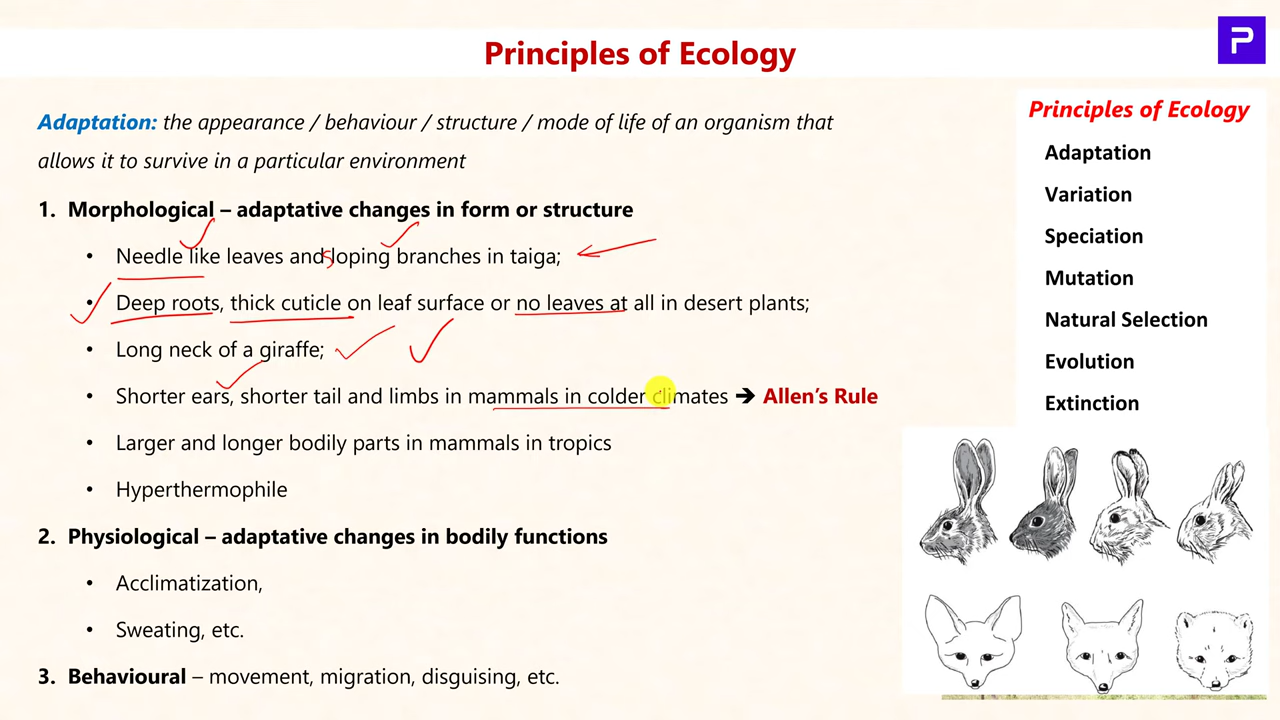 P
Principles of Ecology
Adaptation: the appearance / behaviour / structure / mode of life of an organism that
allows it to survive in a particular environment
1. Morphological – adaptative changes in form or structure
• Needle like leaves and sloping branches in taiga;
• Deep roots, thick cuticle on leaf surface or no leaves at all in desert plants;
• Long neck of a giraffe;
• Shorter ears, shorter tail and limbs in mammals in colder climates ➔ Allen's Rule
• Larger and longer bodily parts in mammals in tropics
• Hyperthermophile
2. Physiological – adaptative changes in bodily functions
• Acclimatization,
• Sweating, etc.
3. Behavioural – movement, migration, disguising, etc.
Principles of Ecology
Adaptation
Variation
Speciation
Mutation
Natural Selection
Evolution
Extinction